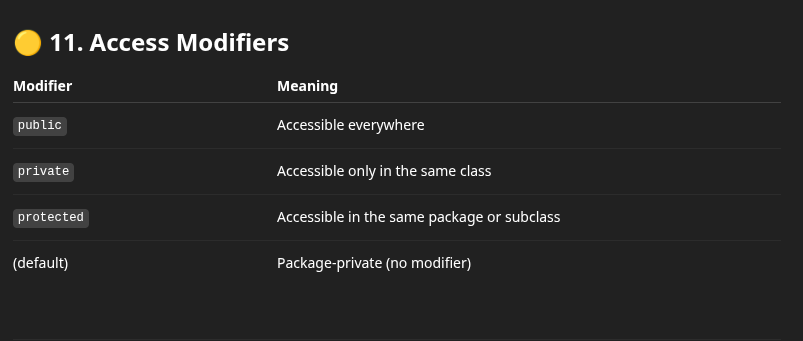 🟡 11. Access Modifiers
Modifier Meaning
public Accessible everywhere
private Accessible only in the same class
protected Accessible in the same package or subclass
(default) Package-private (no modifier)